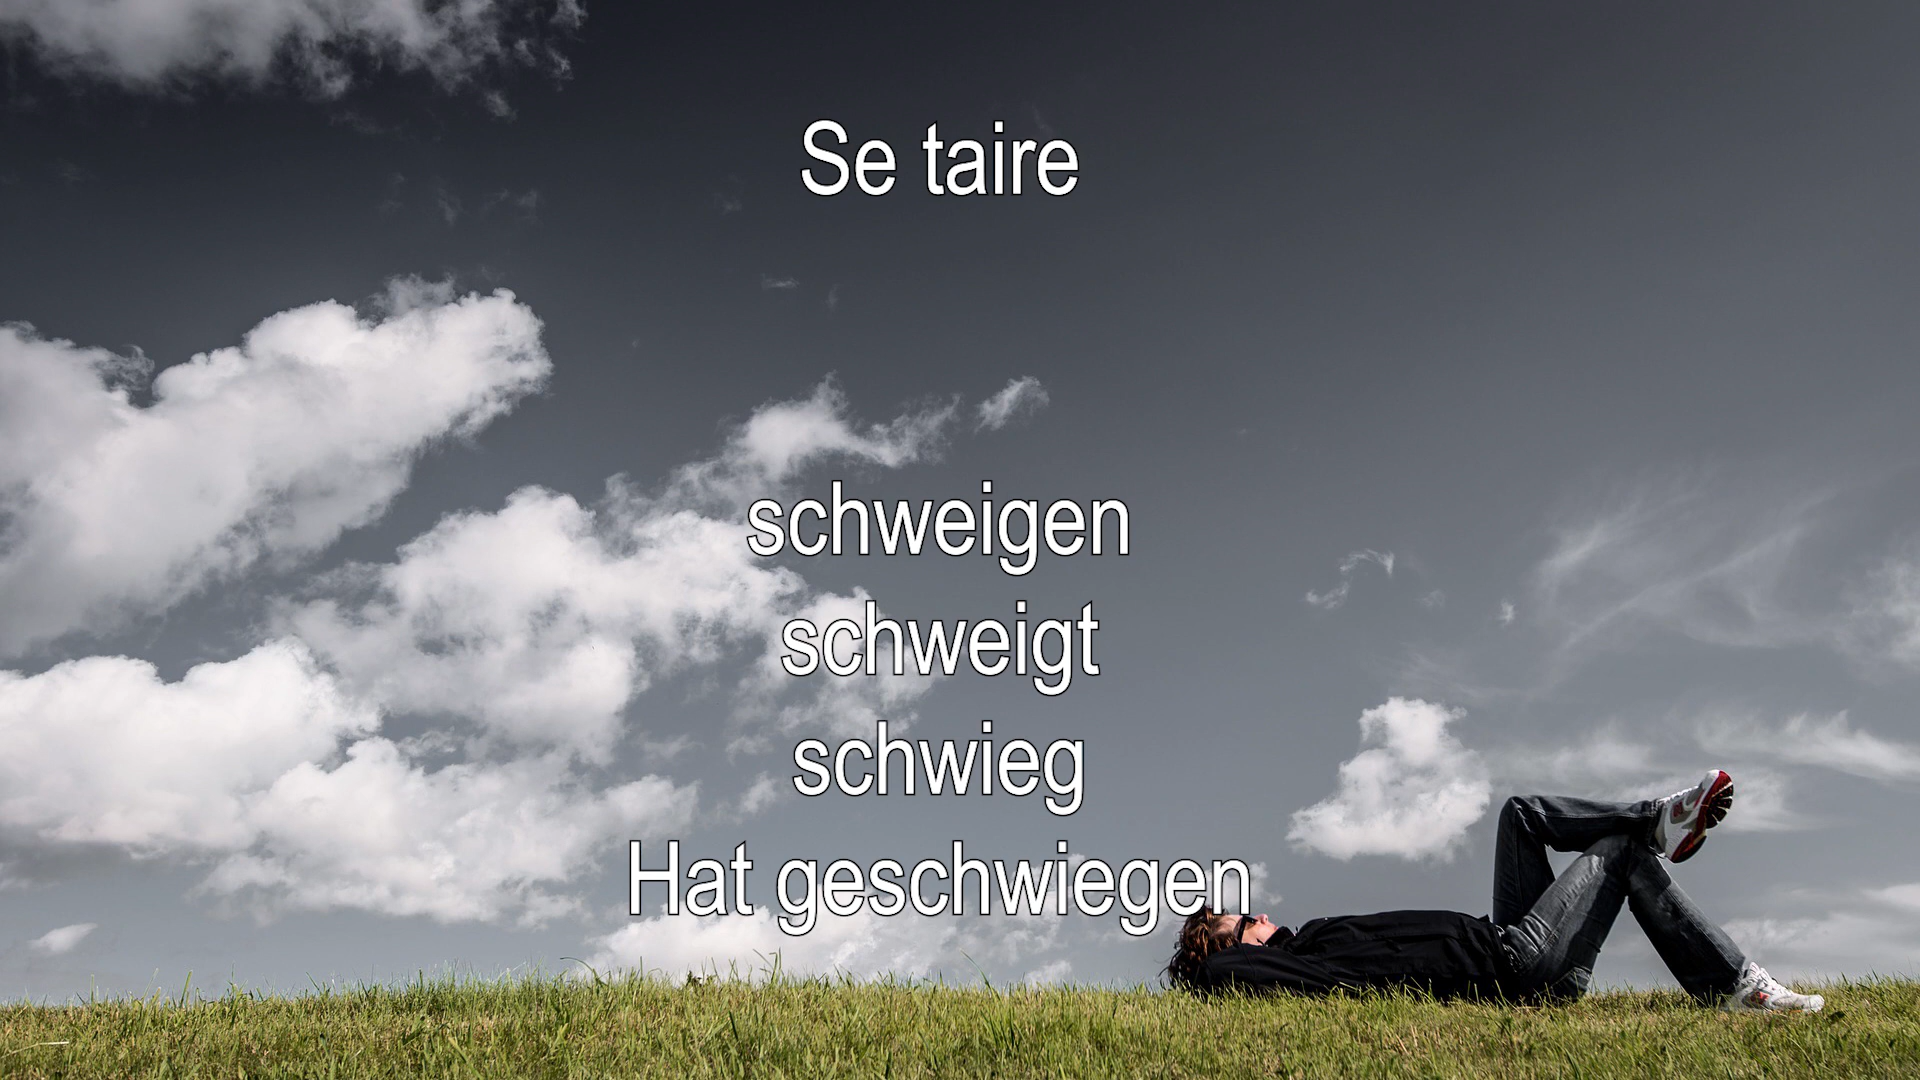 Se taire
schweigen
schweigt
schwieg
Hat geschwiegen